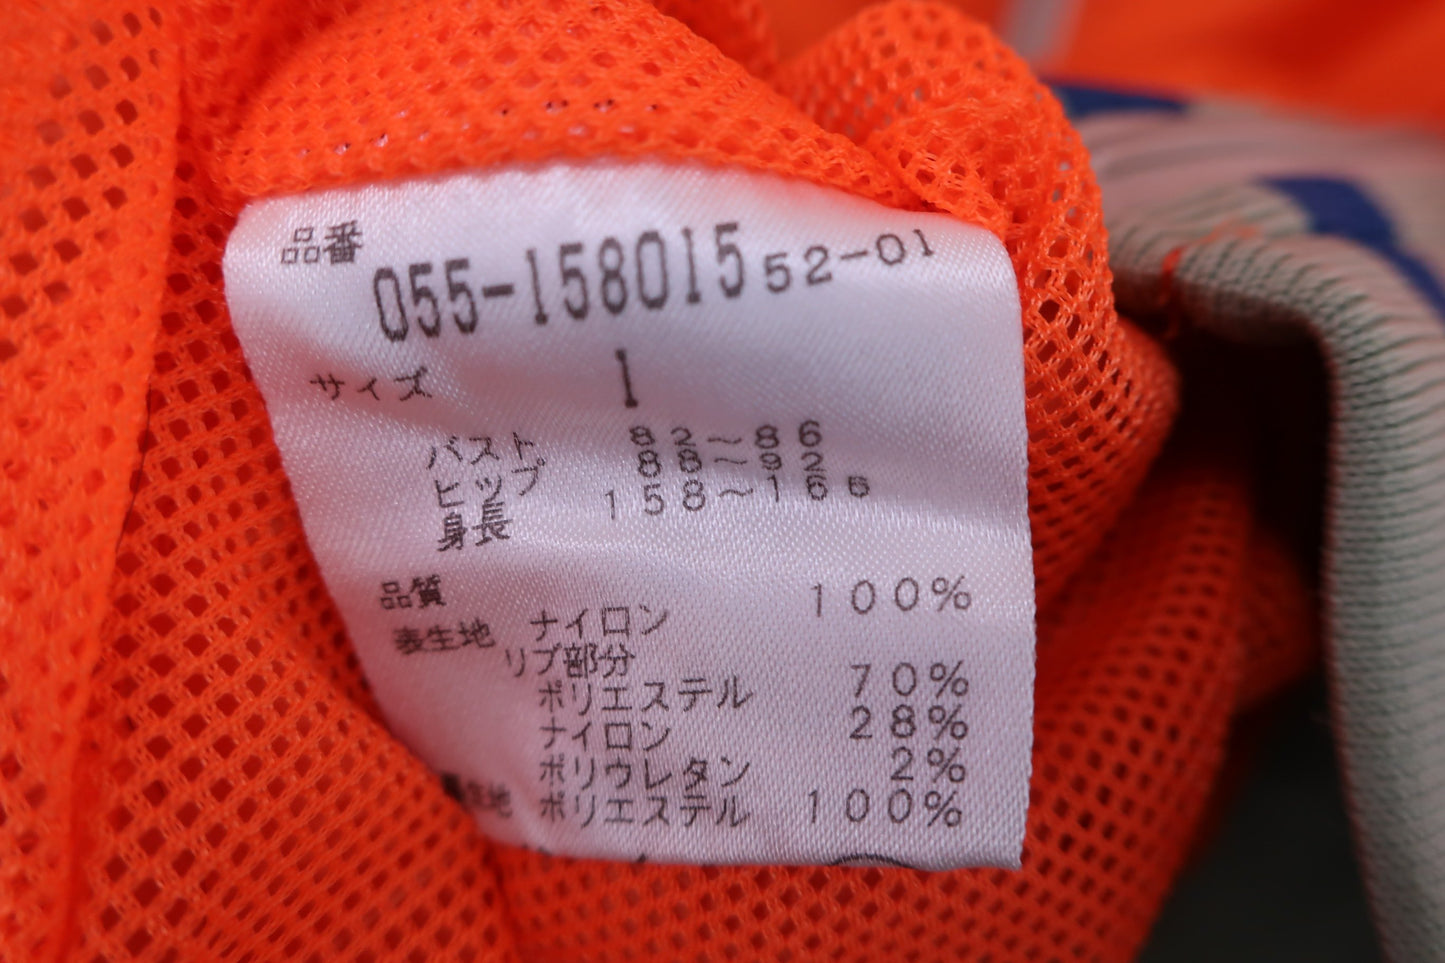 品番 055-158015 52-01
サイズ 1
バスト 82～86
ヒップ 88～92
身長 158～166
品質
表生地 ナイロン 100%
リブ部分
ポリエステル 70%
ナイロン 28%
ポリウレタン 2%
生地 ポリエステル 100%